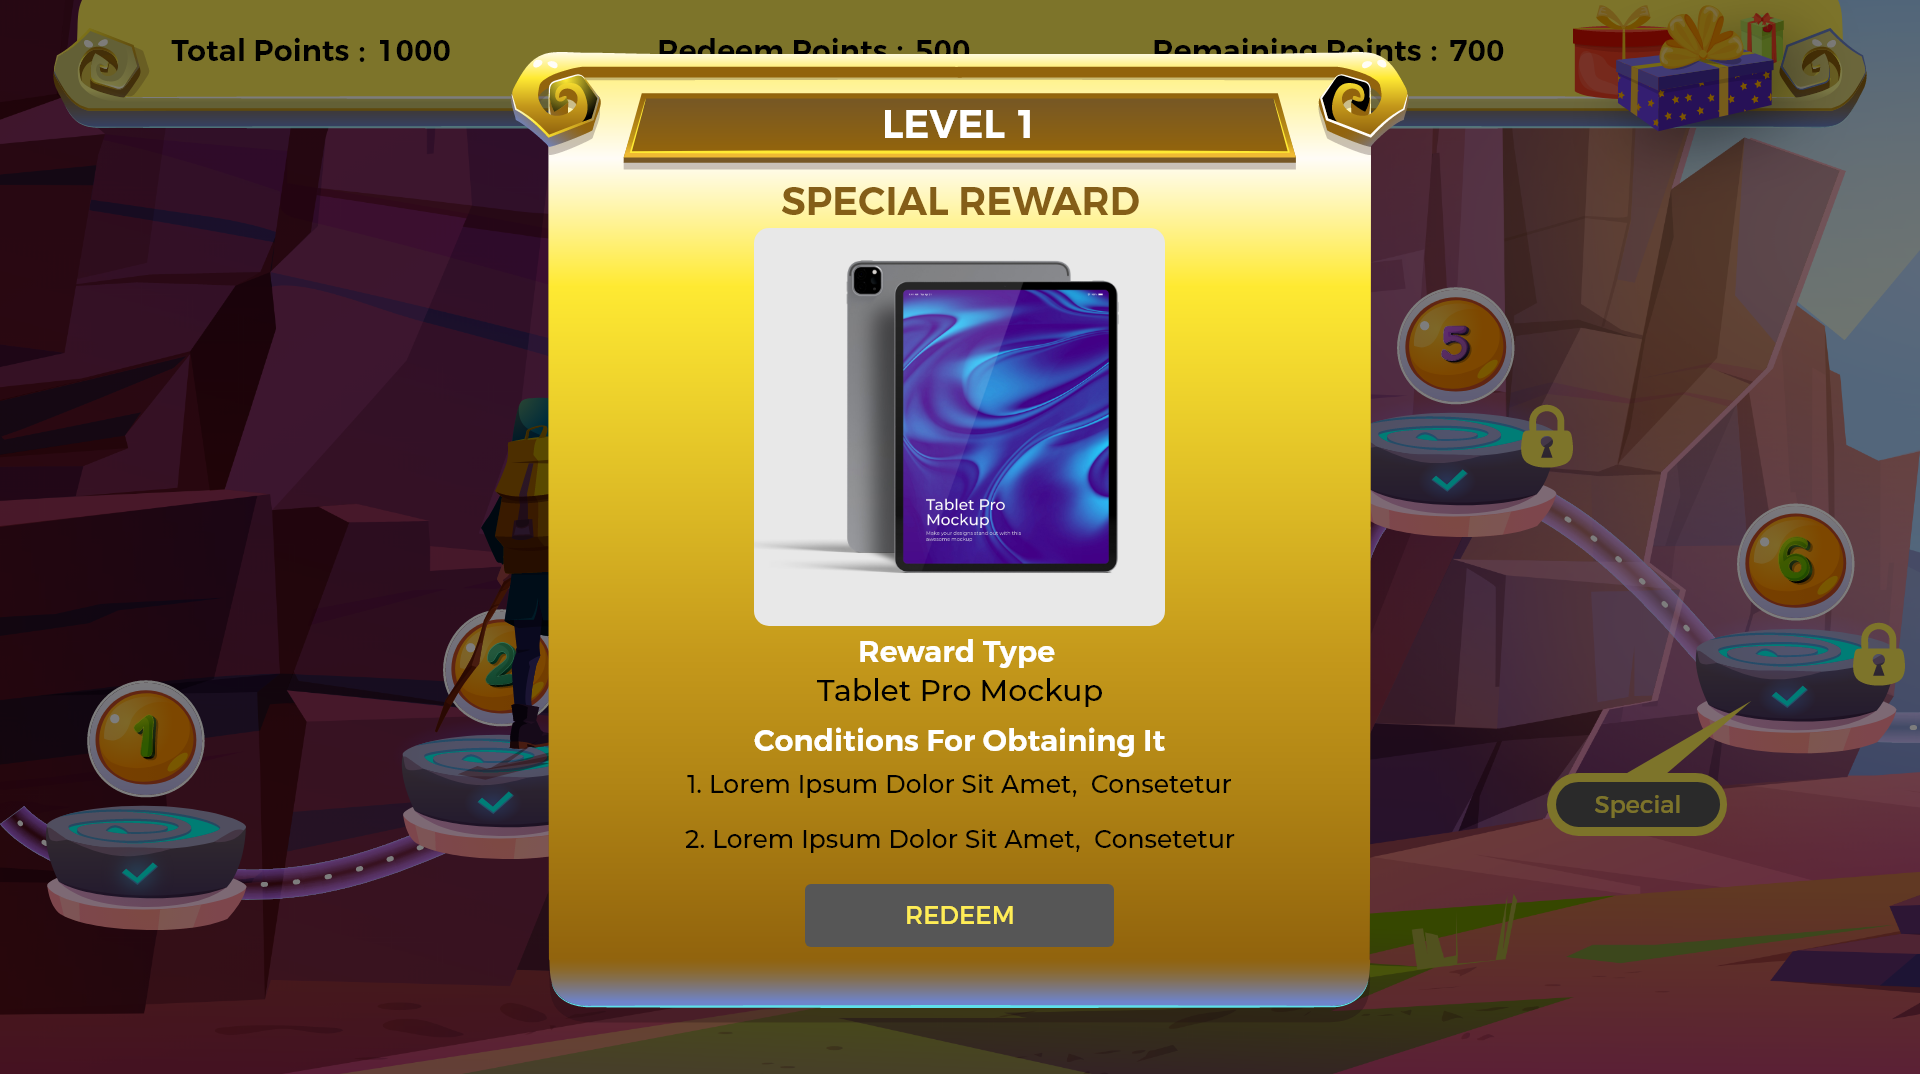 Total Points : 1000
Redeem Points : 500
Remaining Points : 700
LEVEL 1
SPECIAL REWARD
Tablet Pro
Mockup
Make your designs stand out with this
awesome mockup
Reward Type
Tablet Pro Mockup
Conditions For Obtaining It
1. Lorem Ipsum Dolor Sit Amet, Consetetur
2. Lorem Ipsum Dolor Sit Amet, Consetetur
REDEEM
1
2
5
6
Special